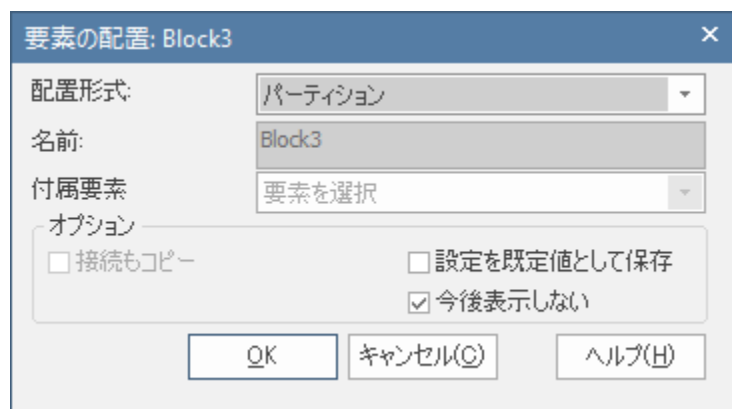 要素の配置: Block3
配置形式: パーティション
名前: Block3
付属要素 要素を選択
オプション
接続もコピー 設定を既定値として保存
今後表示しない
OK キャンセル(C) ヘルプ(H)